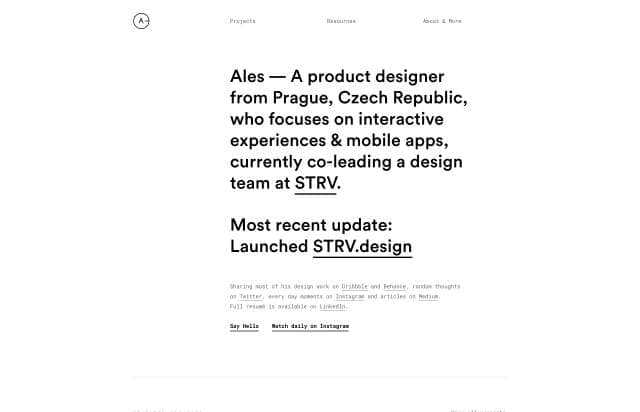 A—
Projects
Resources
About & More
Ales — A product designer
from Prague, Czech Republic,
who focuses on interactive
experiences & mobile apps,
currently co-leading a design
team at STRV.
Most recent update:
Launched STRV.design
Sharing most of his design work on Dribbble and Behance, random thoughts
on Twitter, every day moments on Instagram and articles on Medium.
Full resumé is available on LinkedIn.
Say Hello
Watch daily on Instagram